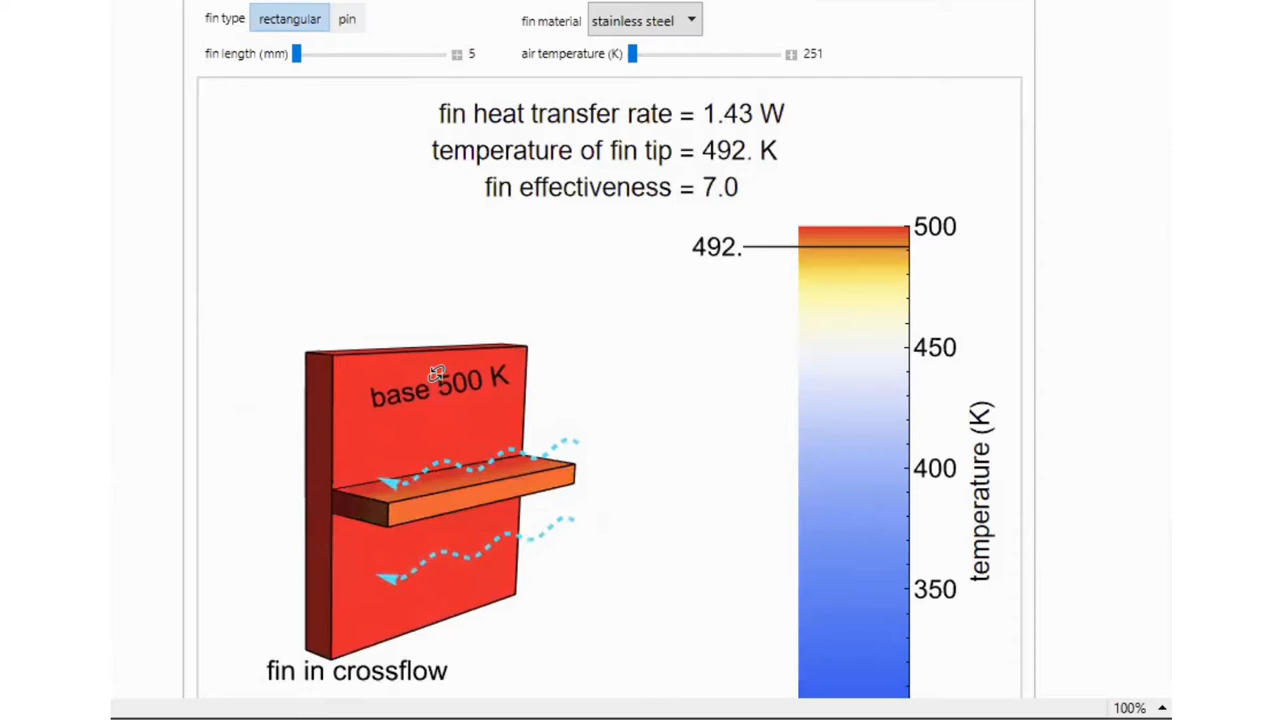 fin type rectangular pin fin material stainless steel
fin length (mm) 5 air temperature (K) 251
fin heat transfer rate = 1.43 W
temperature of fin tip = 492. K
fin effectiveness = 7.0
500
492.
450
base 500 K
400
temperature (K)
350
fin in crossflow
100%